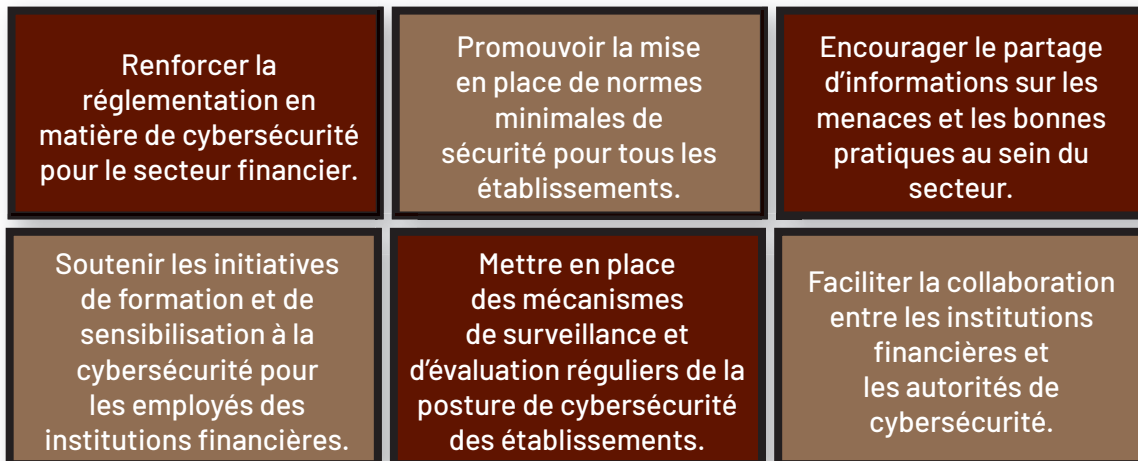 Renforcer la
réglementation en
matière de cybersécurité
pour le secteur financier.
Promouvoir la mise
en place de normes
minimales de
sécurité pour tous les
établissements.
Encourager le partage
d’informations sur les
menaces et les bonnes
pratiques au sein du
secteur.
Soutenir les initiatives
de formation et de
sensibilisation à la
cybersécurité pour
les employés des
institutions financières.
Mettre en place
des mécanismes
de surveillance et
d’évaluation réguliers de la
posture de cybersécurité
des établissements.
Faciliter la collaboration
entre les institutions
financières et
les autorités de
cybersécurité.